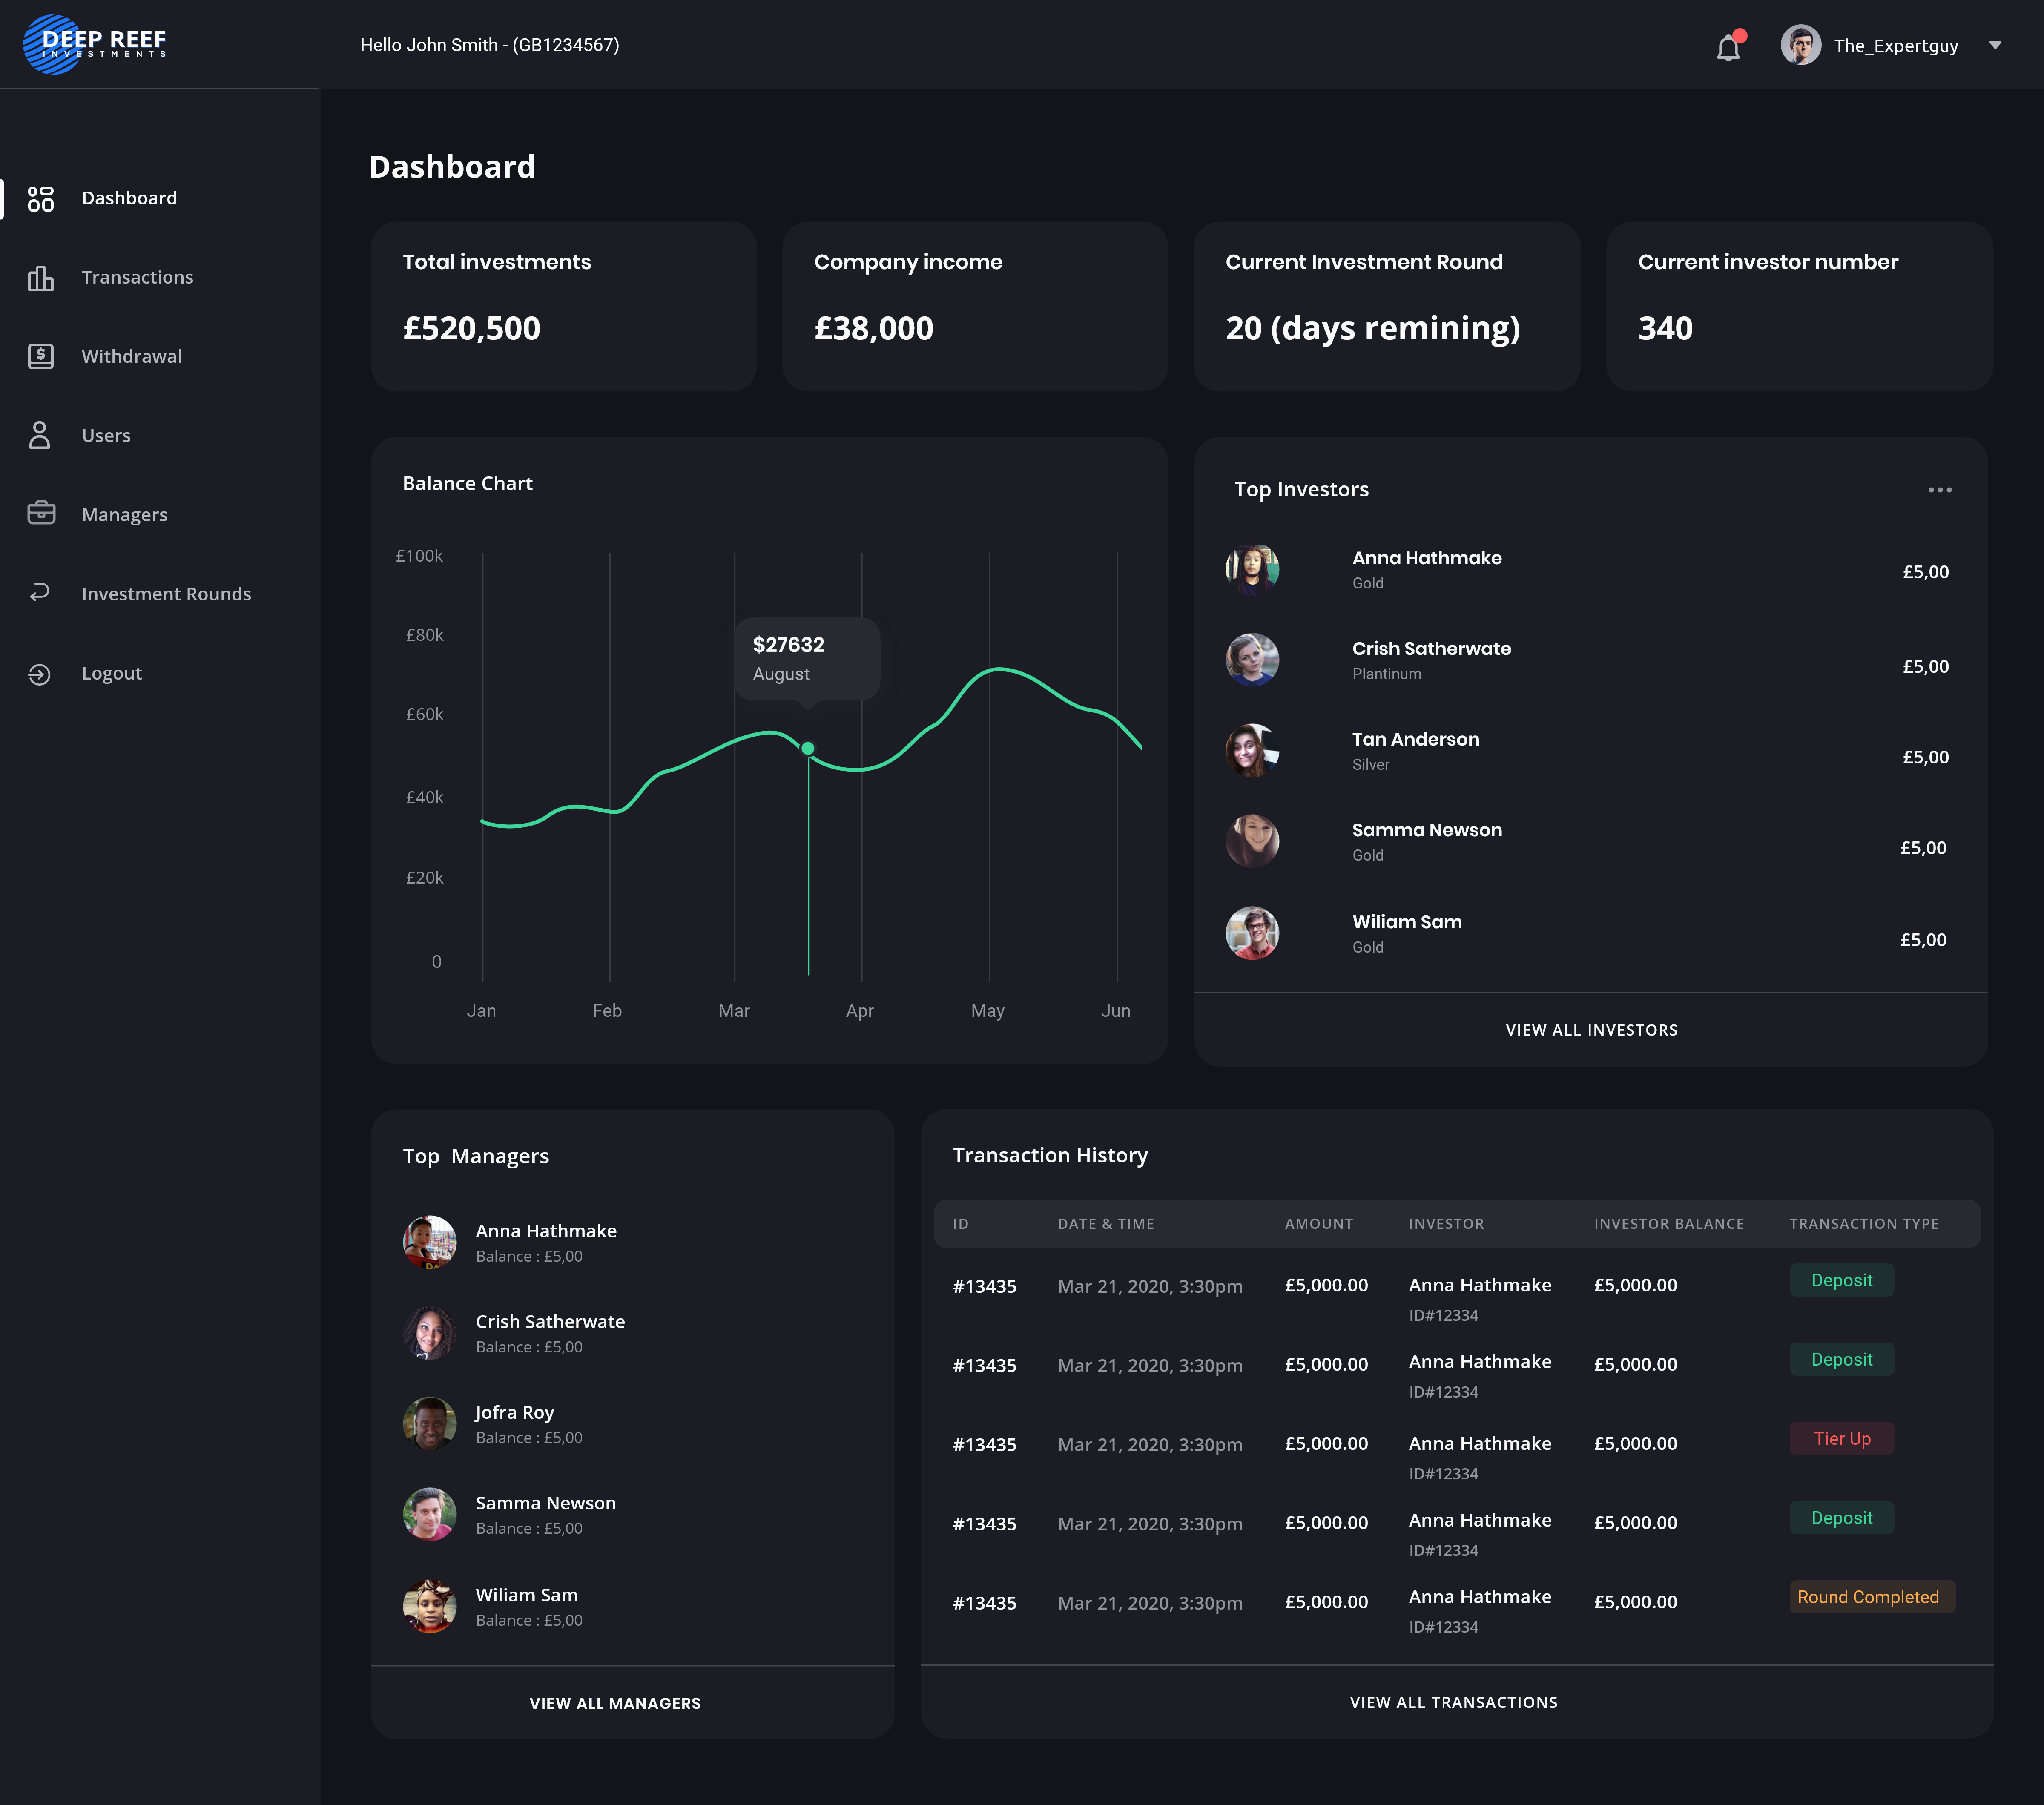 DEEP REEF
INVESTMENTS
Hello John Smith - (GB1234567)
The_Expertguy
Dashboard
Transactions
Withdrawal
Users
Managers
Investment Rounds
Logout
Dashboard
Total investments
£520,500
Company income
£38,000
Current Investment Round
20 (days remining)
Current investor number
340
Balance Chart
£100k
£80k
£60k
£40k
£20k
0
$27632
August
Jan Feb Mar Apr May Jun
Top Investors
Anna Hathmake
Gold
£5,00
Crish Satherwate
Plantinum
£5,00
Tan Anderson
Silver
£5,00
Samma Newson
Gold
£5,00
Wiliam Sam
Gold
£5,00
VIEW ALL INVESTORS
Top Managers
Anna Hathmake
Balance : £5,00
Crish Satherwate
Balance : £5,00
Jofra Roy
Balance : £5,00
Samma Newson
Balance : £5,00
Wiliam Sam
Balance : £5,00
VIEW ALL MANAGERS
Transaction History
ID DATE & TIME AMOUNT INVESTOR INVESTOR BALANCE TRANSACTION TYPE
#13435 Mar 21, 2020, 3:30pm £5,000.00 Anna Hathmake £5,000.00 Deposit
ID#12334
#13435 Mar 21, 2020, 3:30pm £5,000.00 Anna Hathmake £5,000.00 Deposit
ID#12334
#13435 Mar 21, 2020, 3:30pm £5,000.00 Anna Hathmake £5,000.00 Tier Up
ID#12334
#13435 Mar 21, 2020, 3:30pm £5,000.00 Anna Hathmake £5,000.00 Deposit
ID#12334
#13435 Mar 21, 2020, 3:30pm £5,000.00 Anna Hathmake £5,000.00 Round Completed
ID#12334
VIEW ALL TRANSACTIONS